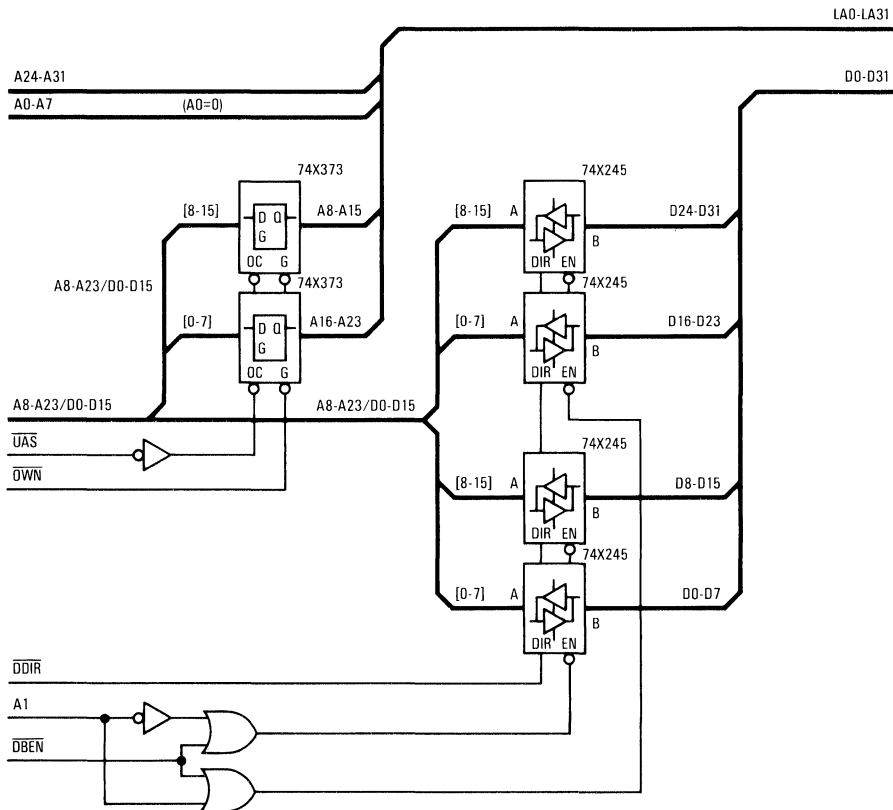 LA0-LA31
A24-A31
D0-D31
A0-A7 (A0=0)
74X373
74X245
[8-15]
D Q
G
A8-A15
[8-15] A
D24-D31
B
OC G
DIR EN
A8-A23/D0-D15
74X373
74X245
[0-7]
D Q
G
A16-A23
[0-7] A
D16-D23
B
OC G
DIR EN
A8-A23/D0-D15
A8-A23/D0-D15
UAS
74X245
OWN
[8-15] A
D8-D15
B
DIR EN
74X245
[0-7] A
D0-D7
B
DIR EN
DDIR
A1
DBEN